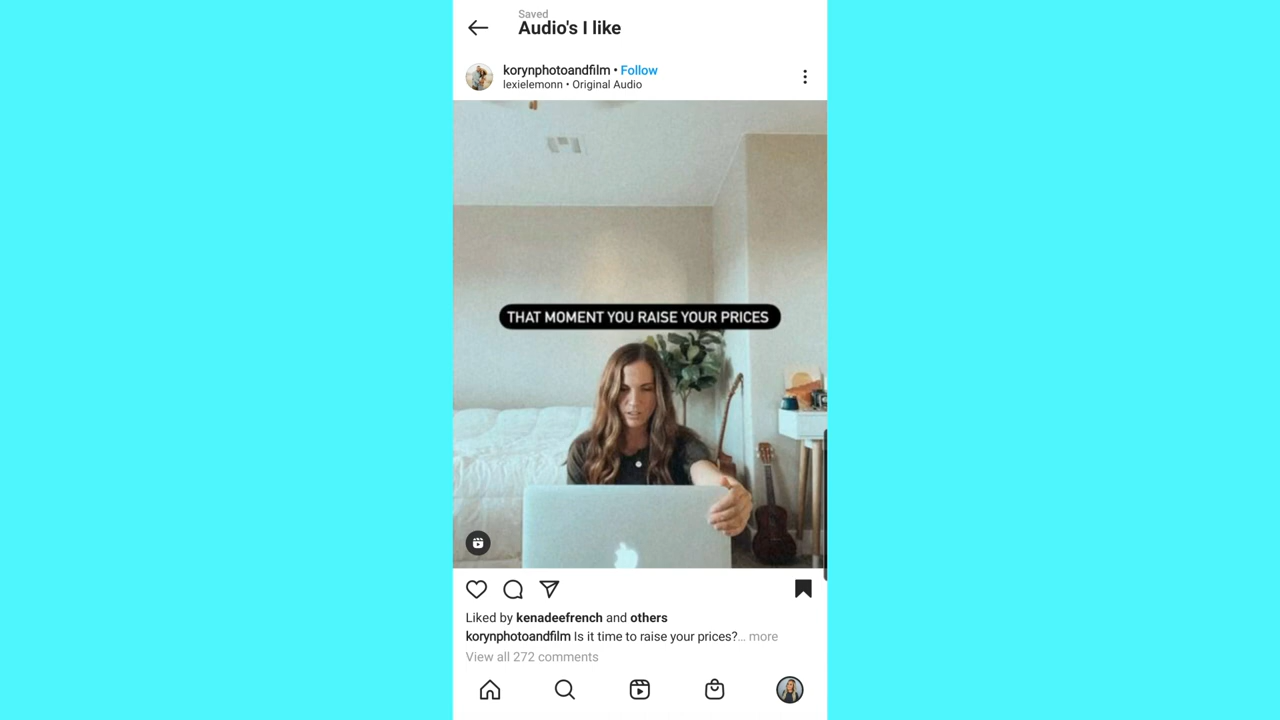 Saved
Audio's I like
korynphotoandfilm • Follow
lexielemonn • Original Audio
THAT MOMENT YOU RAISE YOUR PRICES
Liked by kenadeefrench and others
korynphotoandfilm Is it time to raise your prices?... more
View all 272 comments